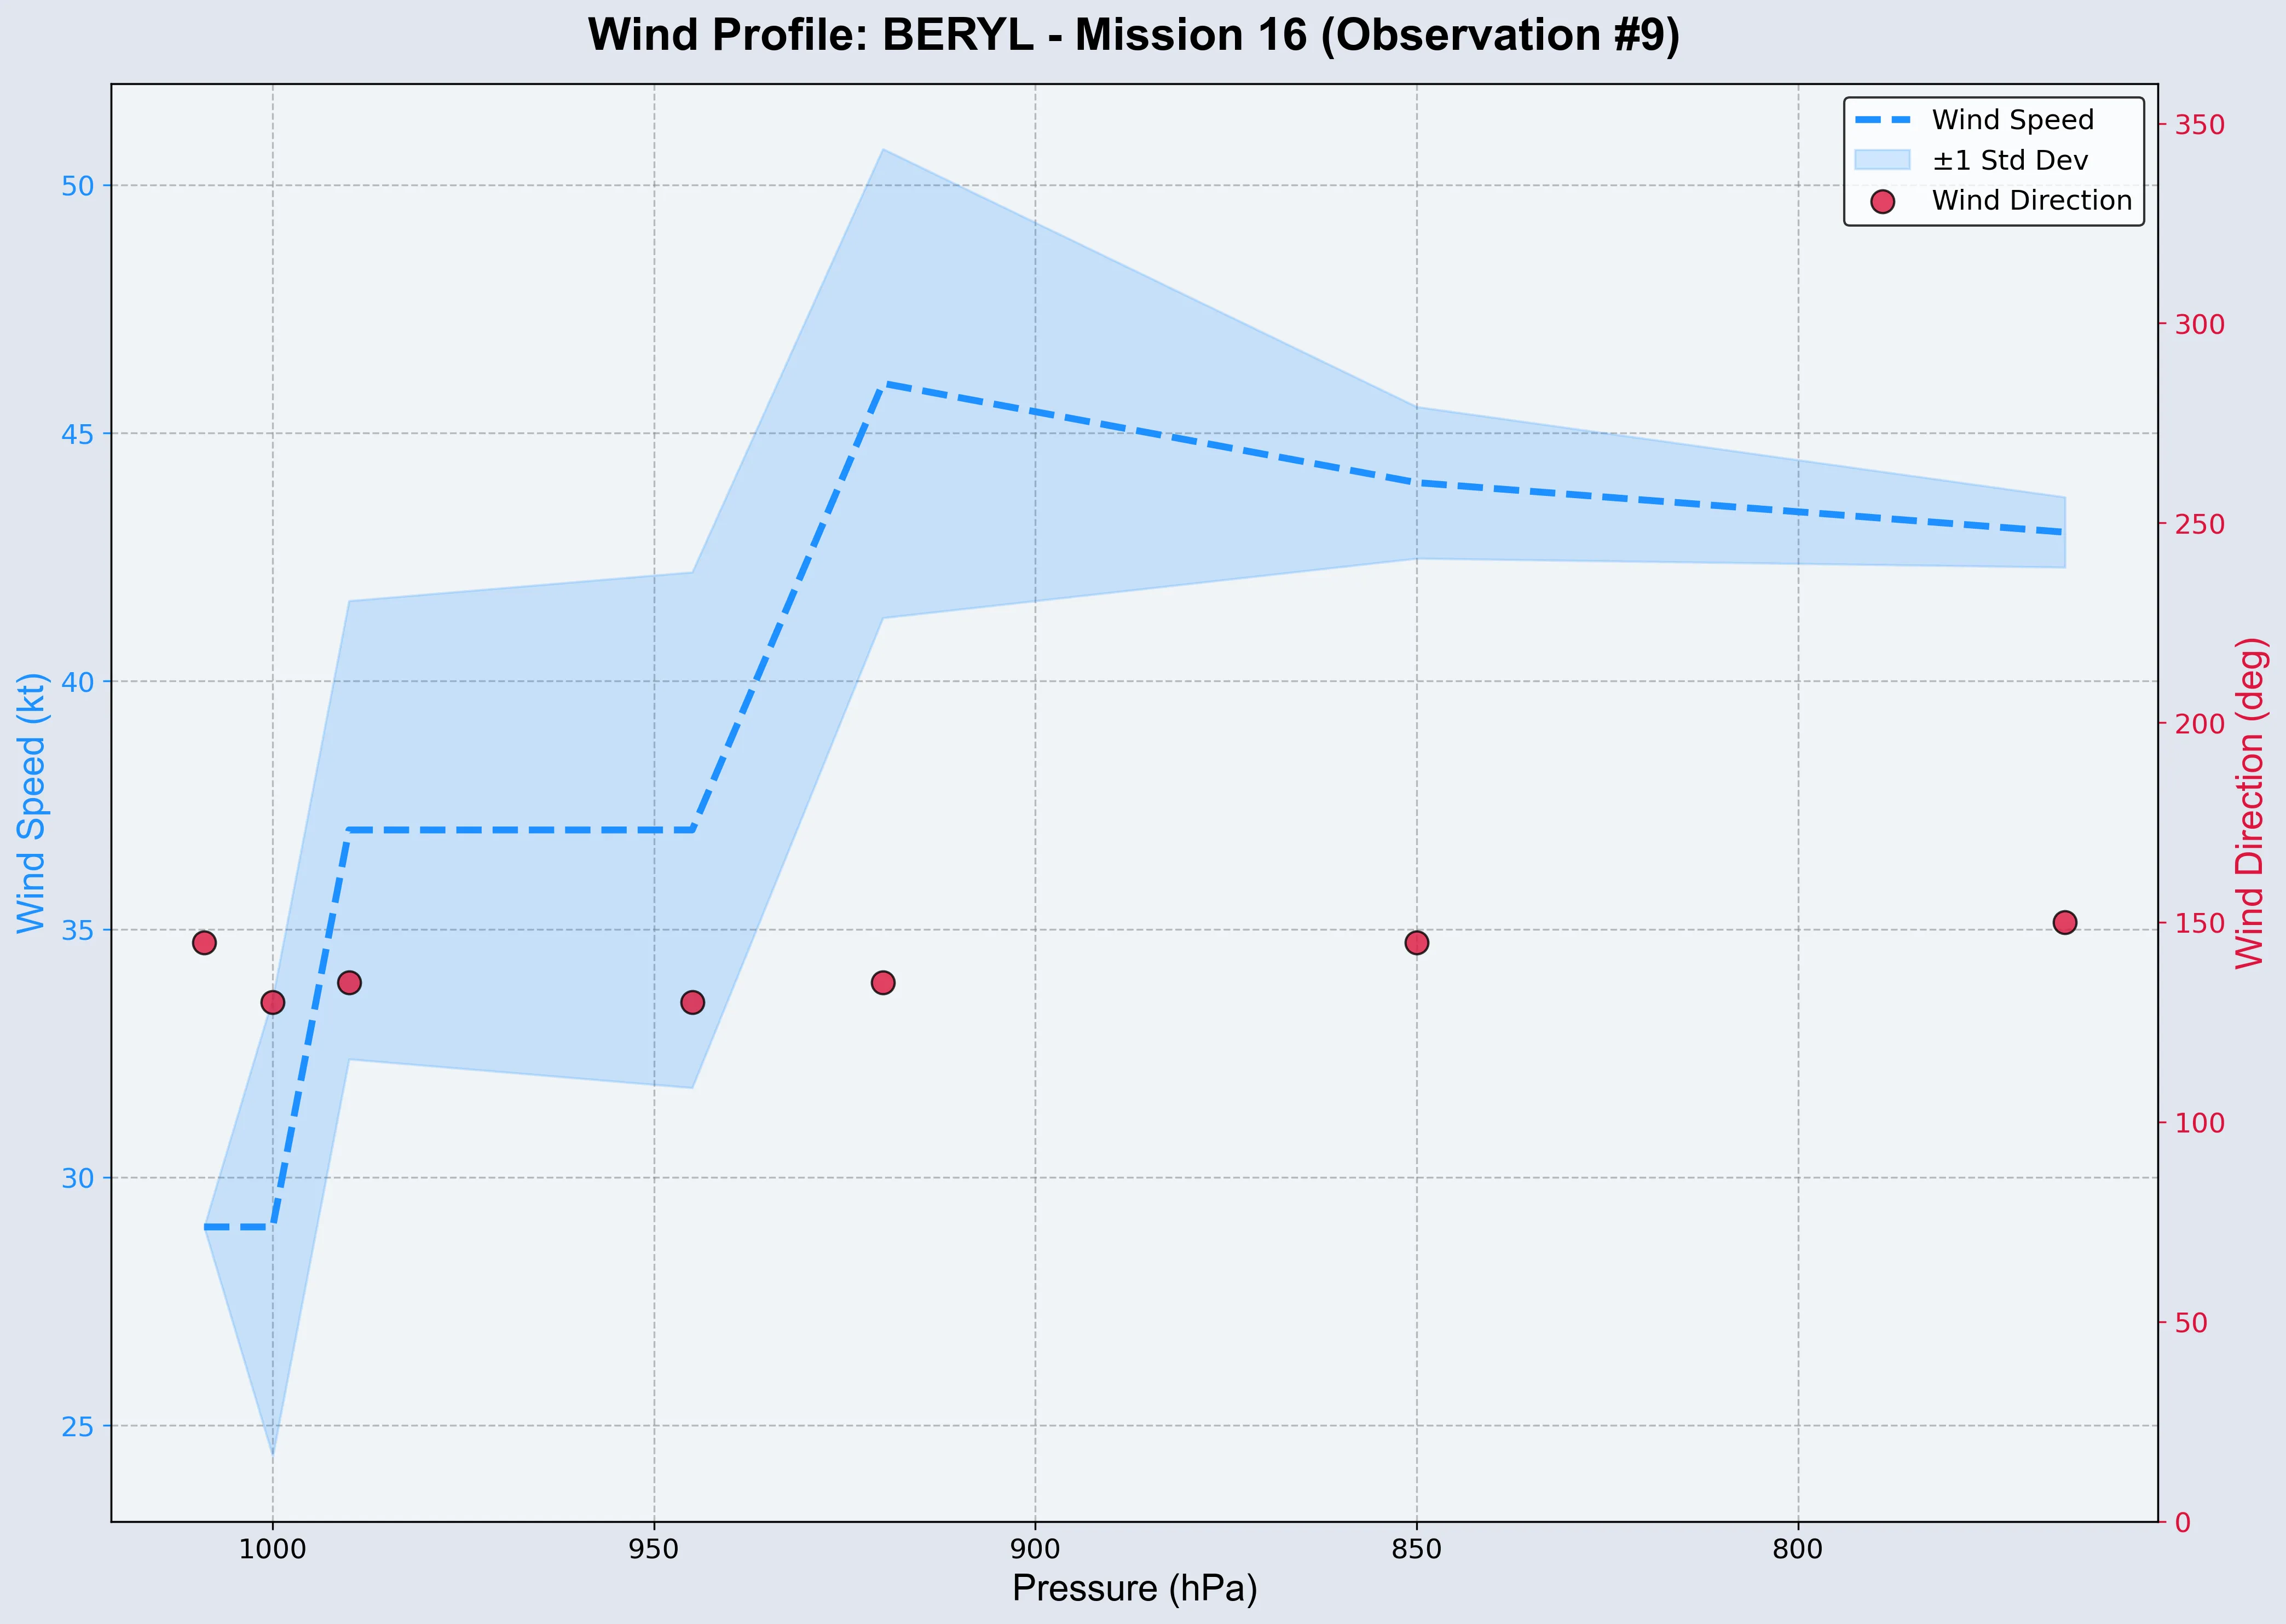 Wind Profile: BERYL - Mission 16 (Observation #9)
Wind Speed
±1 Std Dev
Wind Direction
Wind Speed (kt)
50
45
40
35
30
25
350
300
250
200
150
100
50
0
Wind Direction (deg)
1000
950
900
850
800
Pressure (hPa)